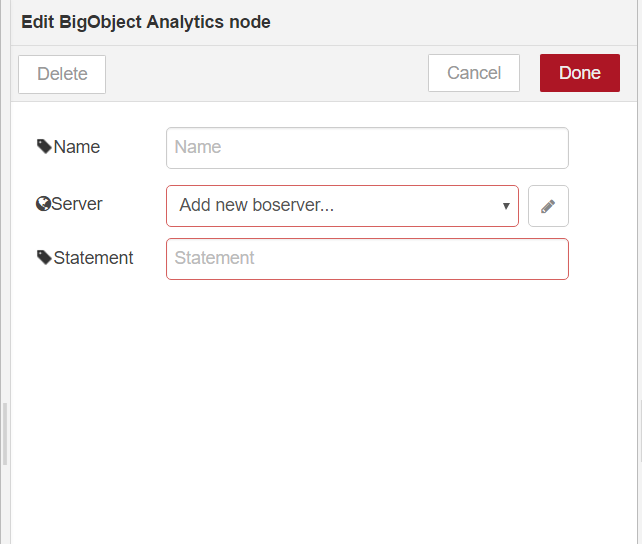 Edit BigObject Analytics node
Delete
Cancel
Done
Name
Name
Server
Add new boserver...
Statement
Statement